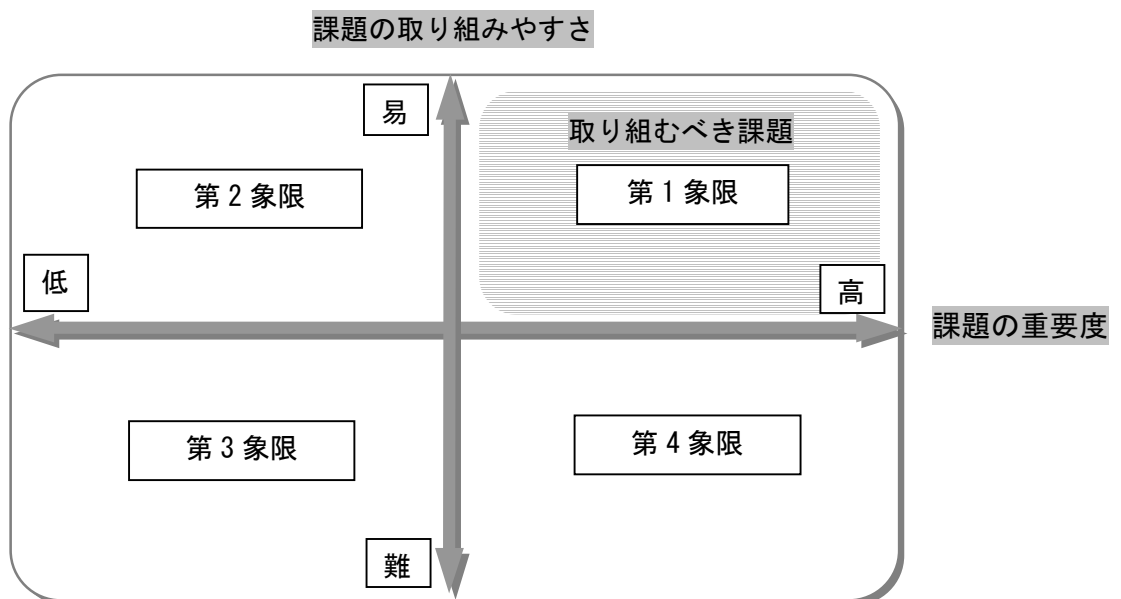 課題の取り組みやすさ
易
取り組むべき課題
第2象限
第1象限
低
高
課題の重要度
第3象限
第4象限
難